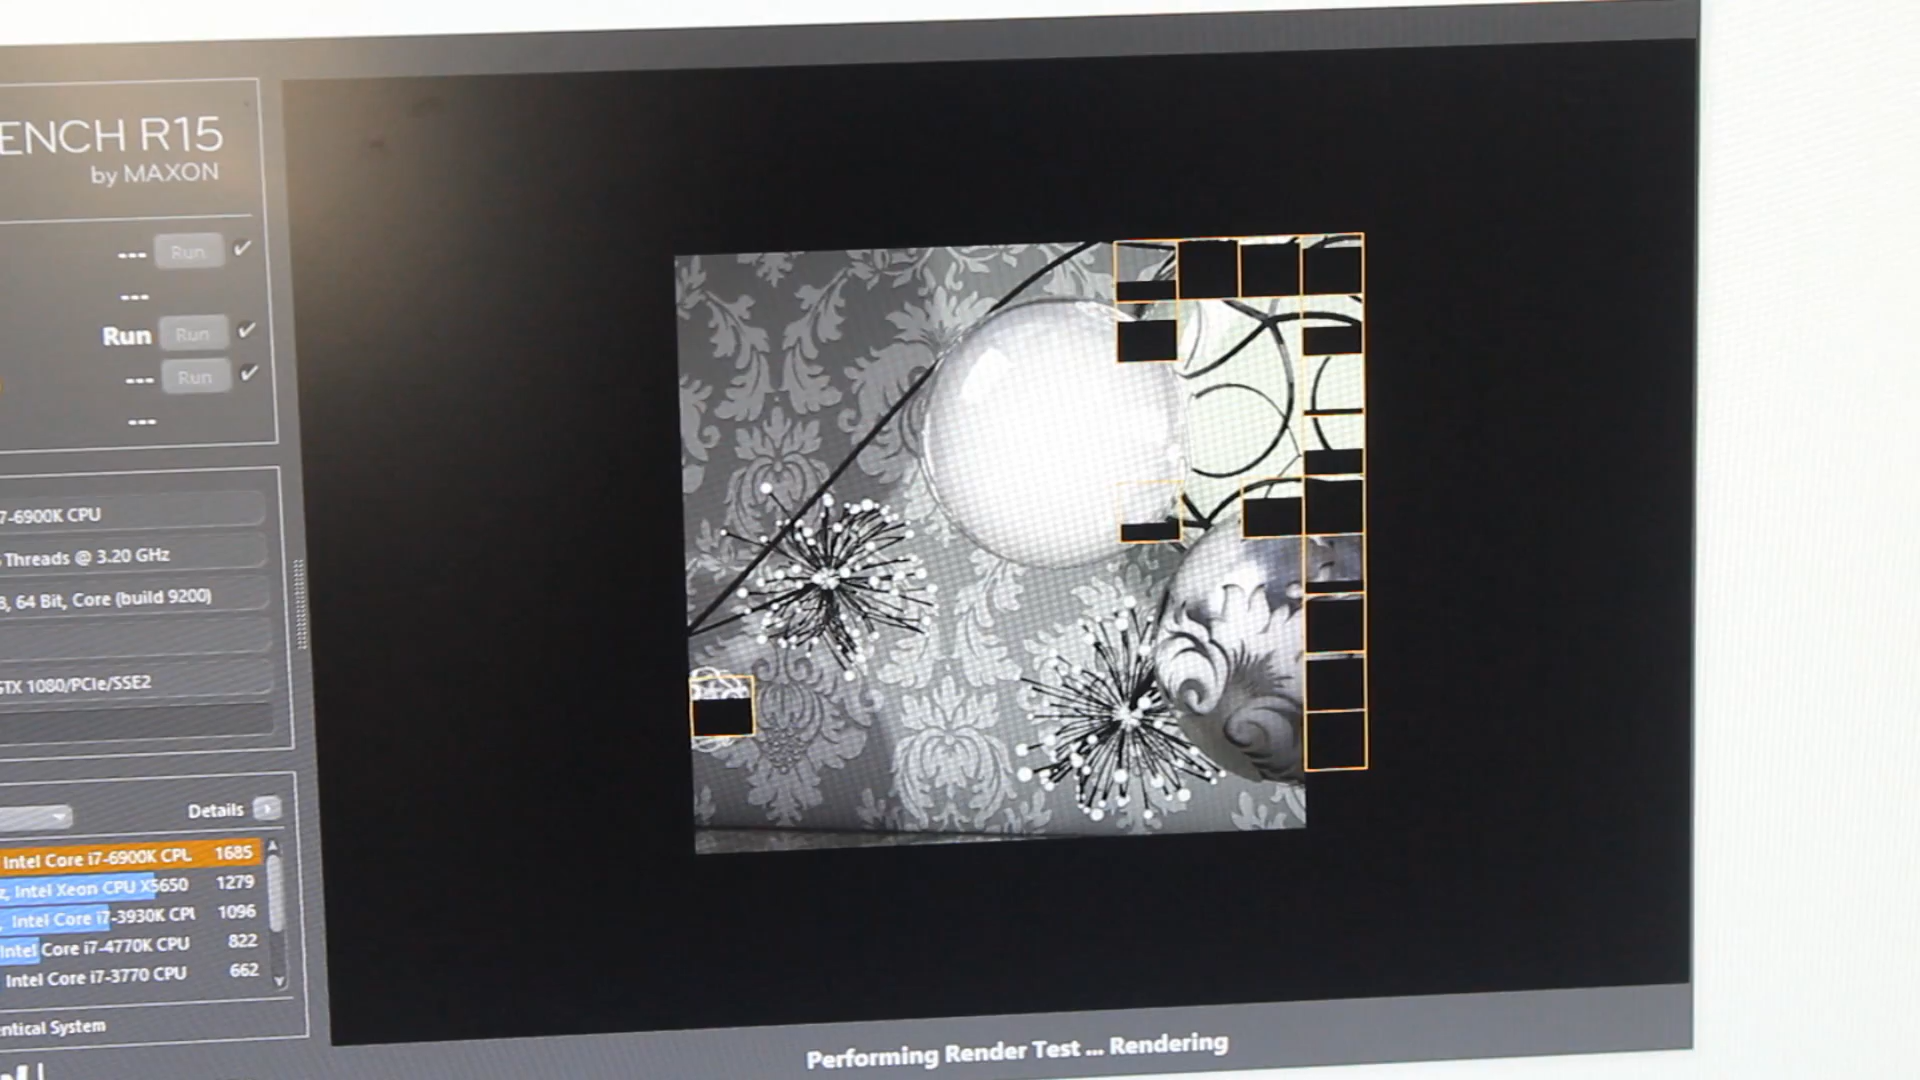 ENCH R15
by MAXON
--- Run
---
Run Run
--- Run
---
7-6900K CPU
Threads @ 3.20 GHz
, 64 Bit, Core (build 9200)
TX 1080/PCIe/SSE2
Details
Intel Core i7-6900K CPU 1685
z, Intel Xeon CPU X5650 1279
, Intel Core i7-3930K CPU 1096
Intel Core i7-4770K CPU 822
Intel Core i7-3770 CPU 662
ntical System
Performing Render Test ... Rendering